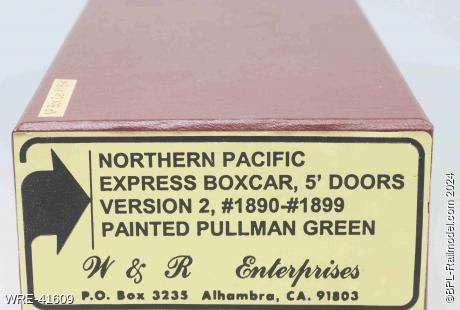 NORTHERN PACIFIC
EXPRESS BOXCAR, 5' DOORS
VERSION 2, #1890-#1899
PAINTED PULLMAN GREEN
W & R Enterprises
P.O. Box 3235 Alhambra, CA. 91803
WRE-41609
©BPL-Railmodel.com 2024